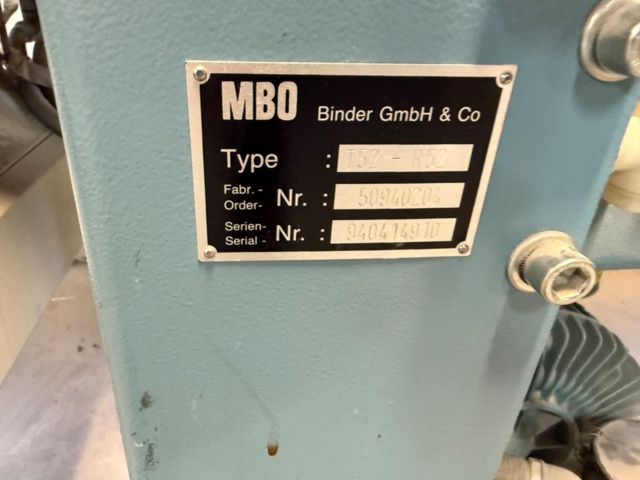 MBO Binder GmbH & Co
Type : T52 - R52
Fabr. - Order- Nr. : 50940204
Serien- Serial - Nr. : 940414910